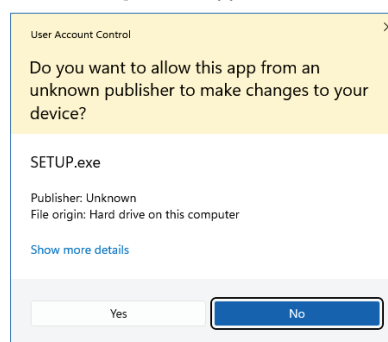 User Account Control
Do you want to allow this app from an
unknown publisher to make changes to your
device?
SETUP.exe
Publisher: Unknown
File origin: Hard drive on this computer
Show more details
Yes
No